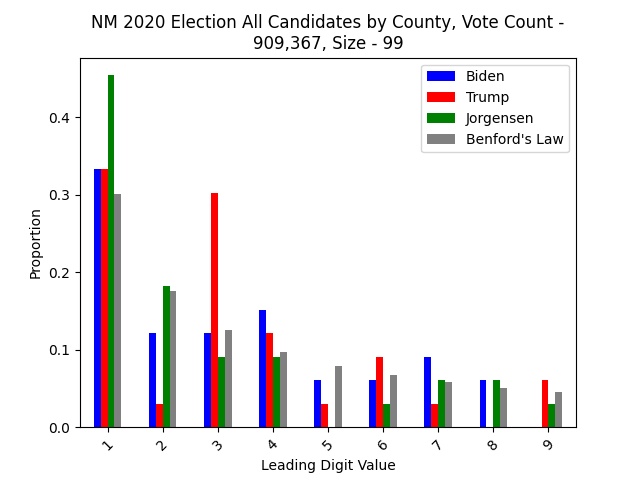 NM 2020 Election All Candidates by County, Vote Count -
909,367, Size - 99
Biden
Trump
Jorgensen
Benford's Law
Proportion
0.4
0.3
0.2
0.1
0.0
1 2 3 4 5 6 7 8 9
Leading Digit Value